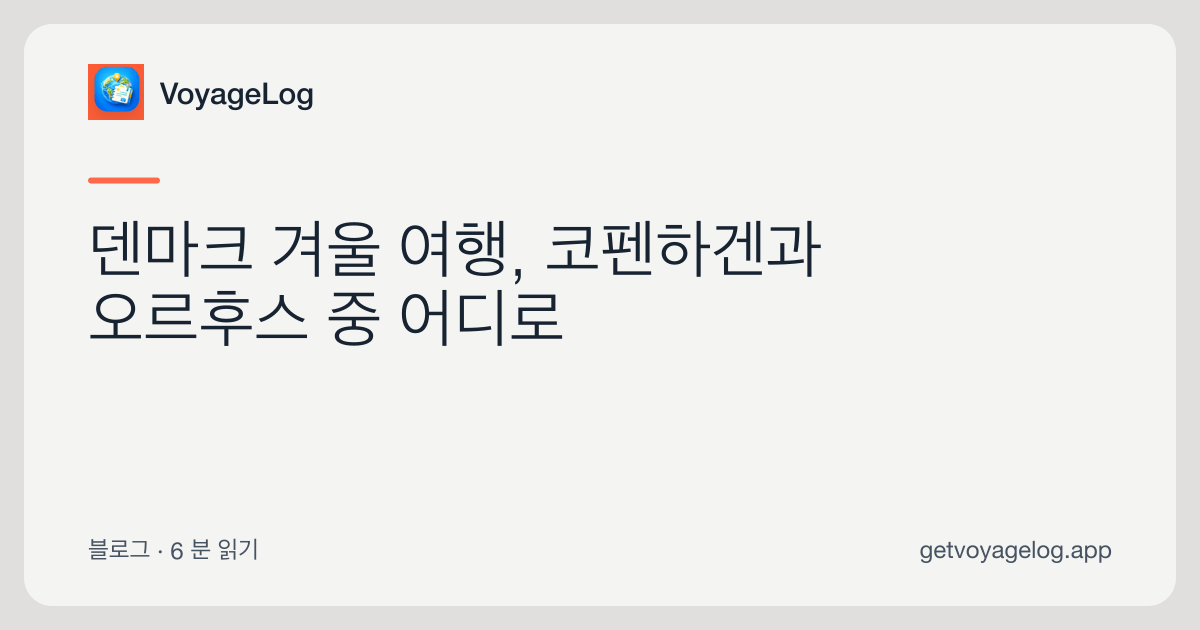 VoyageLog
덴마크 겨울 여행, 코펜하겐과
오르후스 중 어디로
블로그 · 6 분 읽기
getvoyagelog.app